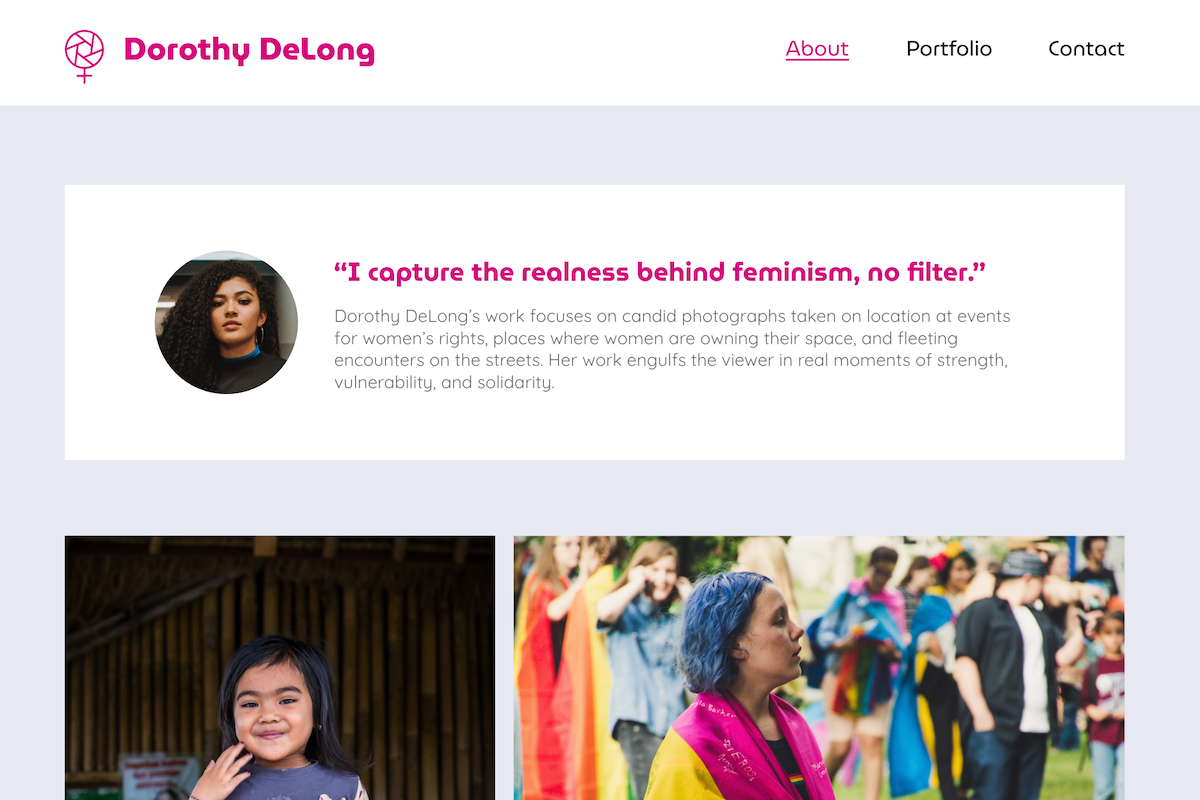 Dorothy DeLong
About
Portfolio
Contact
“I capture the realness behind feminism, no filter.”
Dorothy DeLong’s work focuses on candid photographs taken on location at events
for women’s rights, places where women are owning their space, and fleeting
encounters on the streets. Her work engulfs the viewer in real moments of strength,
vulnerability, and solidarity.